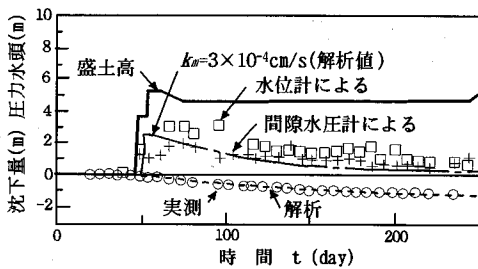 沈下量(m) 圧力水頭(m)
10
8
6
4
2
0
-2
盛土高
km=3×10⁻⁴cm/s(解析値)
水位計による
間隙水圧計による
実測
解析
0
100
200
時 間 t (day)